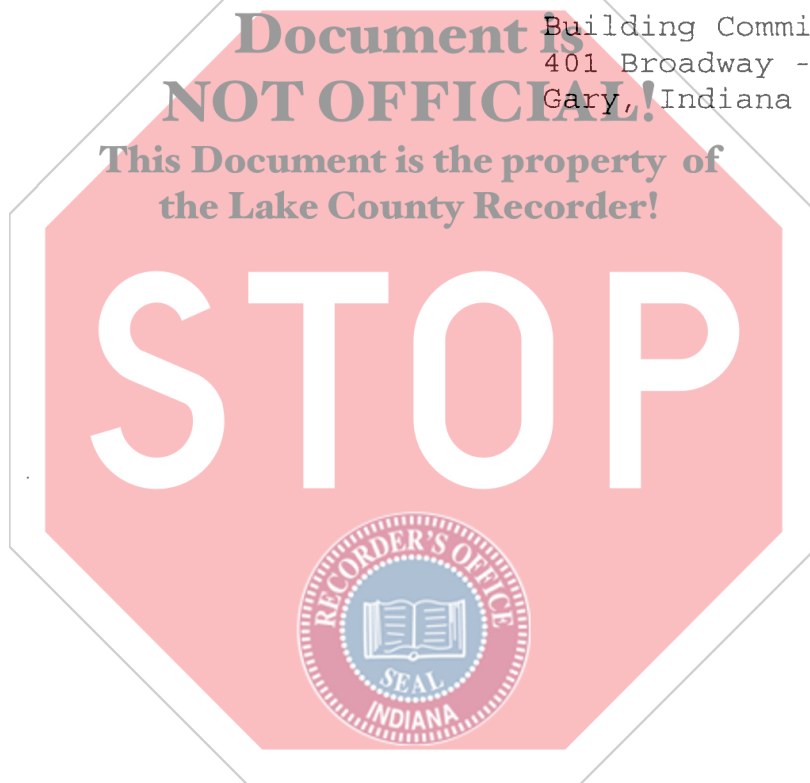 Document is
NOT OFFICIAL!
This Document is the property of
the Lake County Recorder!
Building Commi
401 Broadway -
Gary, Indiana
STOP
RECORDER'S OFFICE
SEAL
INDIANA